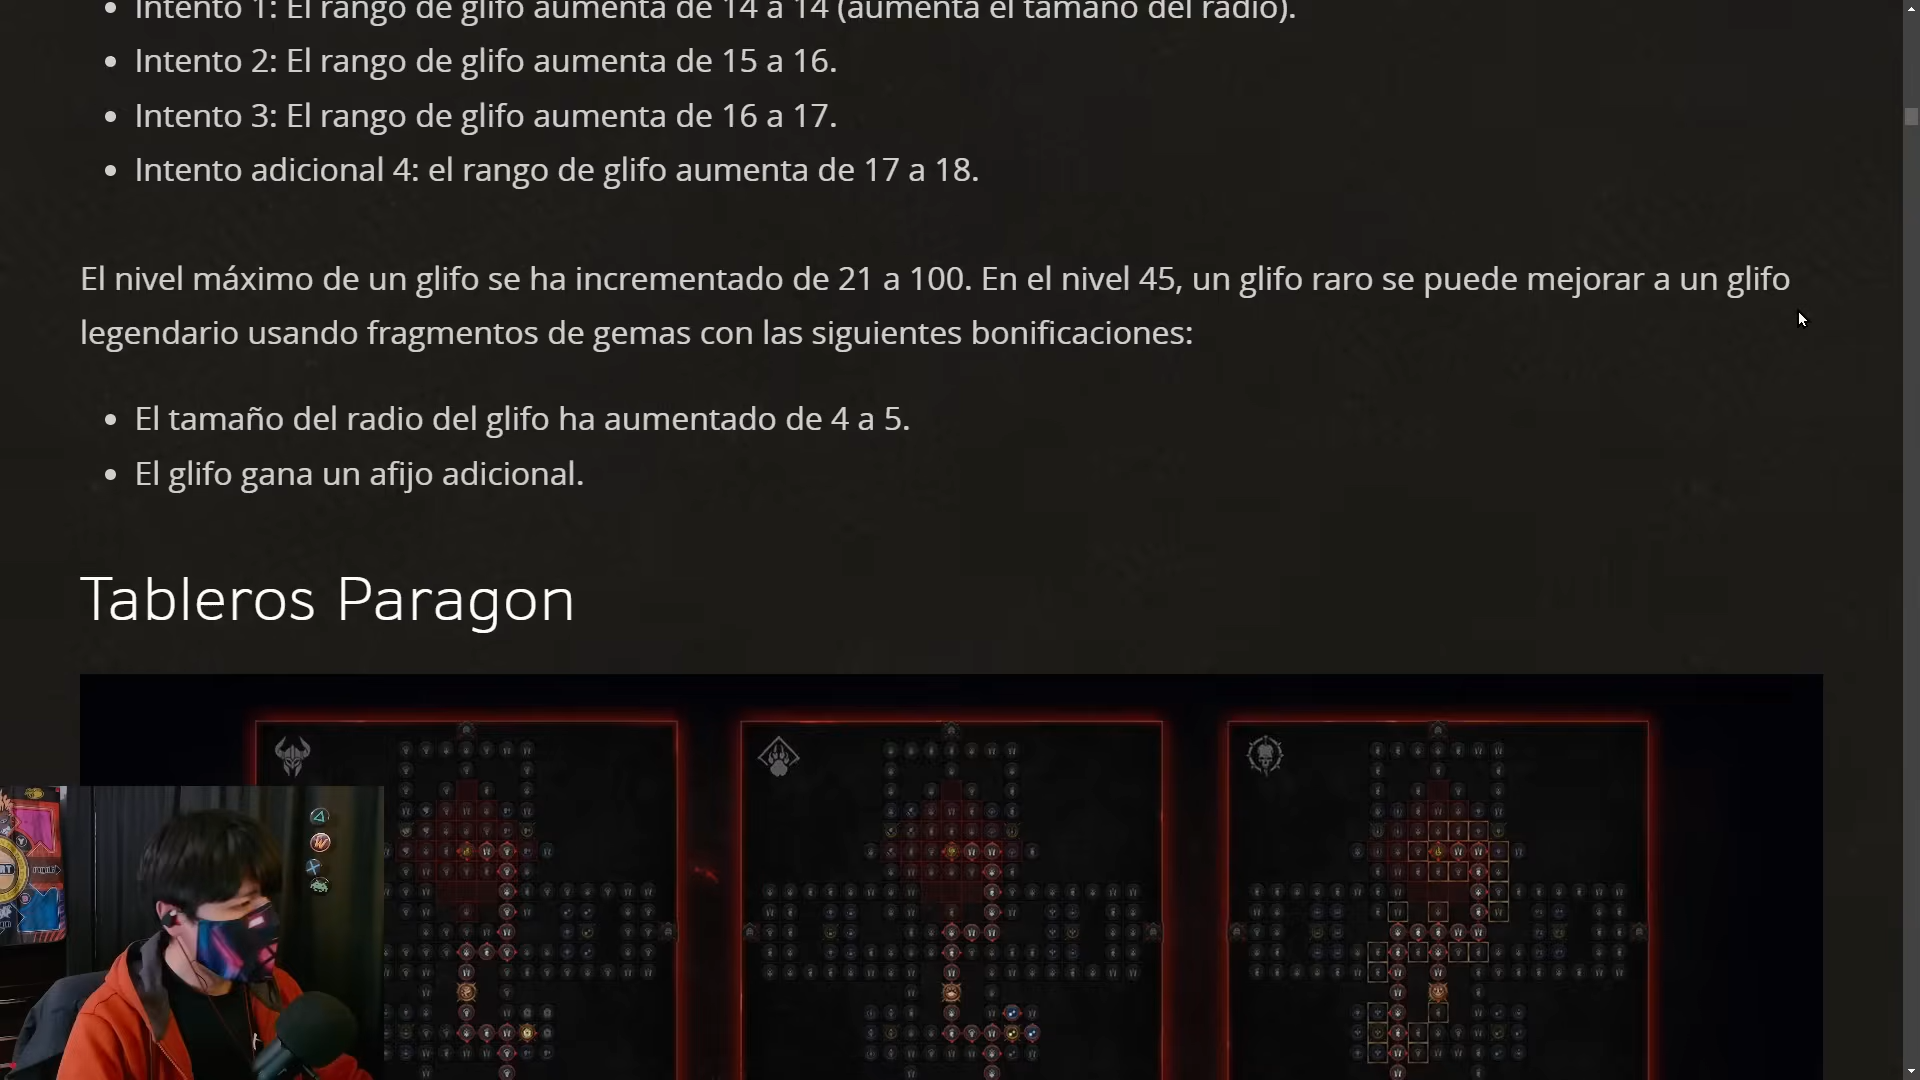 Intento 1: El rango de glifo aumenta de 14 a 14 (aumenta el tamaño del radio).
Intento 2: El rango de glifo aumenta de 15 a 16.
Intento 3: El rango de glifo aumenta de 16 a 17.
Intento adicional 4: el rango de glifo aumenta de 17 a 18.
El nivel máximo de un glifo se ha incrementado de 21 a 100. En el nivel 45, un glifo raro se puede mejorar a un glifo
legendario usando fragmentos de gemas con las siguientes bonificaciones:
El tamaño del radio del glifo ha aumentado de 4 a 5.
El glifo gana un afijo adicional.
Tableros Paragon